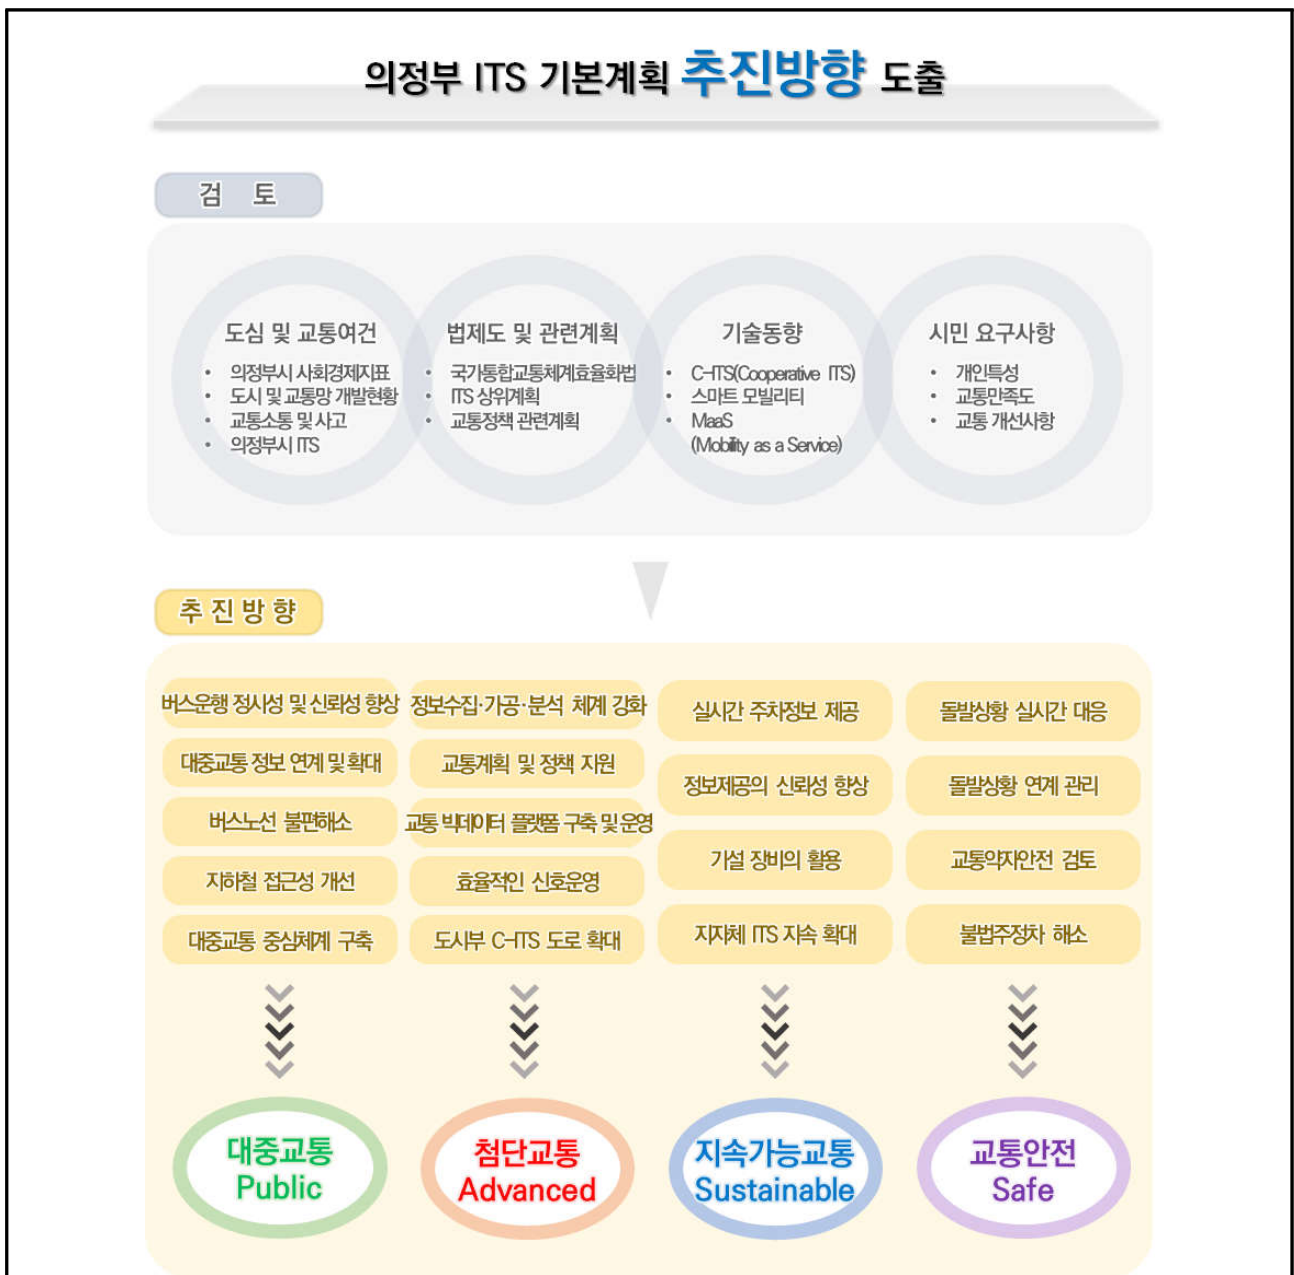 의정부 ITS 기본계획 추진방향 도출
검 토
도심 및 교통여건
• 의정부시 사회경제지표
• 도시 및 교통망 개발현황
• 교통소통 및 사고
• 의정부시 ITS
법제도 및 관련계획
• 국가통합교통체계효율화법
• ITS 상위계획
• 교통정책 관련계획
기술동향
• C-ITS(Cooperative ITS)
• 스마트 모빌리티
• MaaS
(Mobility as a Service)
시민 요구사항
• 개인특성
• 교통만족도
• 교통 개선사항
추진방향
버스운행 정시성 및 신뢰성 향상
대중교통 정보 연계 및 확대
버스노선 불편해소
지하철 접근성 개선
대중교통 중심체계 구축
대중교통
Public
정보수집·가공·분석 체계 강화
교통계획 및 정책 지원
교통 빅데이터 플랫폼 구축 및 운영
효율적인 신호운영
도시부 C-ITS 도로 확대
첨단교통
Advanced
실시간 주차정보 제공
정보제공의 신뢰성 향상
기설 장비의 활용
지자체 ITS 지속 확대
지속가능교통
Sustainable
돌발상황 실시간 대응
돌발상황 연계 관리
교통약자안전 검토
불법주정차 해소
교통안전
Safe